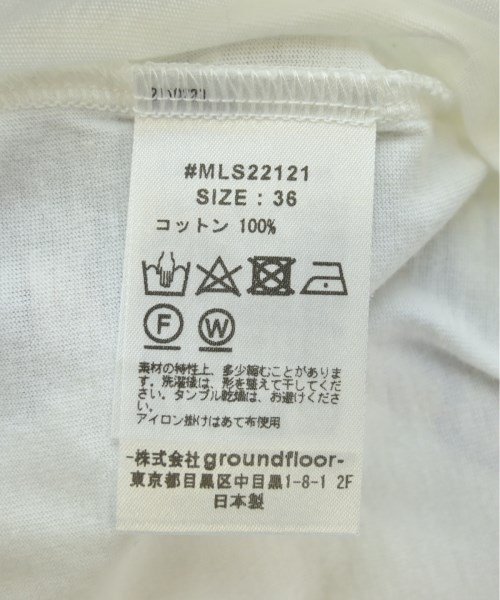 #MLS22121
SIZE : 36
コットン 100%
F W
素材の特性上、多少縮むことがありま
す。洗濯後は、形を整えて干してくだ
さい。タンブル乾燥は、お避けくださ
い。
アイロン掛けはあて布使用
-株式会社groundfloor-
東京都目黒区中目黒1-8-1 2F
日本製